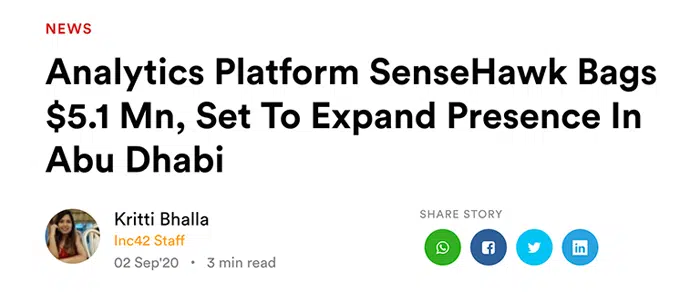 NEWS
Analytics Platform SenseHawk Bags
$5.1 Mn, Set To Expand Presence In
Abu Dhabi
Kritti Bhalla
Inc42 Staff
02 Sep'20 • 3 min read
SHARE STORY